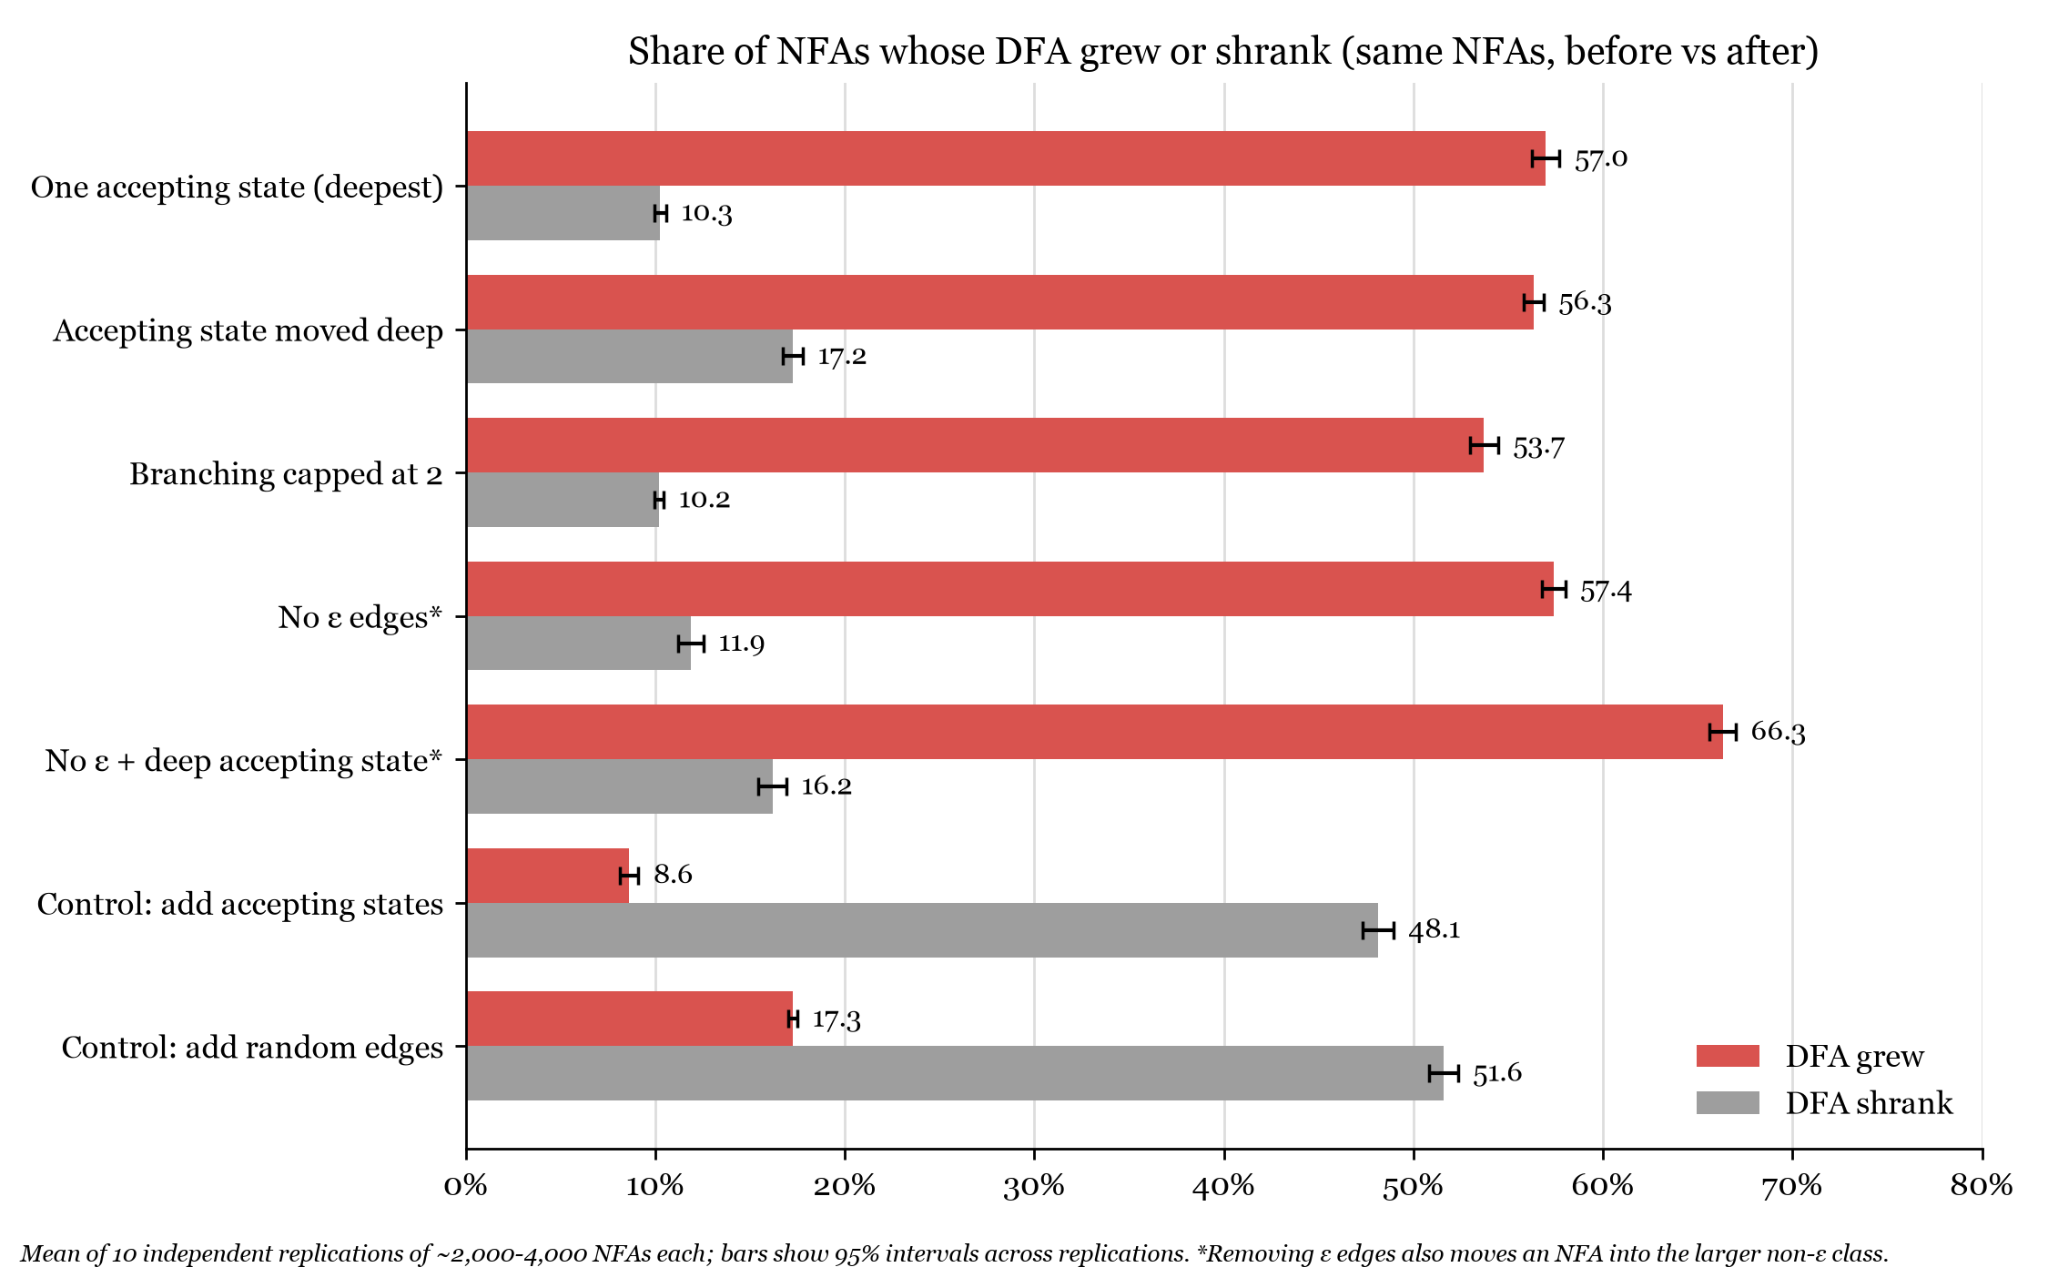 Share of NFAs whose DFA grew or shrank (same NFAs, before vs after)
One accepting state (deepest)
57.0
10.3
Accepting state moved deep
56.3
17.2
Branching capped at 2
53.7
10.2
No ε edges*
57.4
11.9
No ε + deep accepting state*
66.3
16.2
Control: add accepting states
8.6
48.1
Control: add random edges
17.3
51.6
DFA grew
DFA shrank
0% 10% 20% 30% 40% 50% 60% 70% 80%
Mean of 10 independent replications of ~2,000-4,000 NFAs each; bars show 95% intervals across replications. *Removing ε edges also moves an NFA into the larger non-ε class.